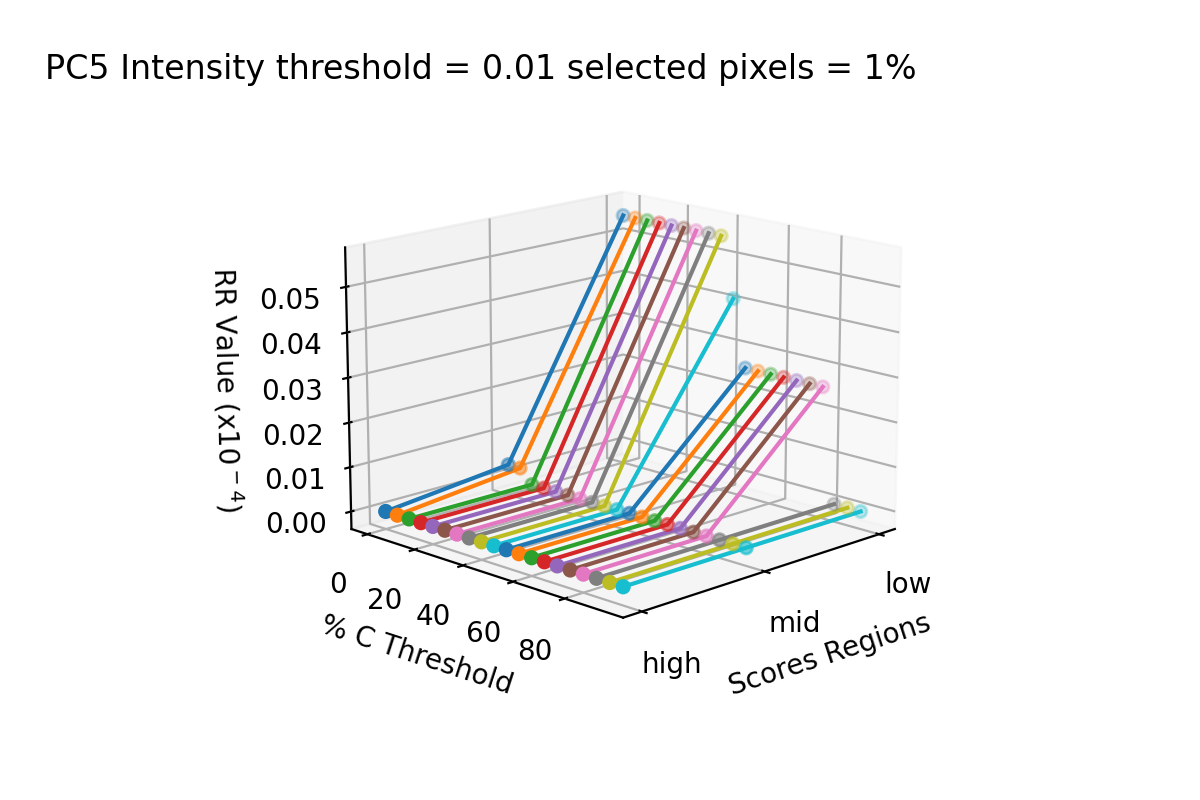 PC5 Intensity threshold = 0.01 selected pixels = 1%
RR Value (x10⁻⁴)
0.05
0.04
0.03
0.02
0.01
0.00
0
20
40
60
80
% C Threshold
high
mid
low
Scores Regions